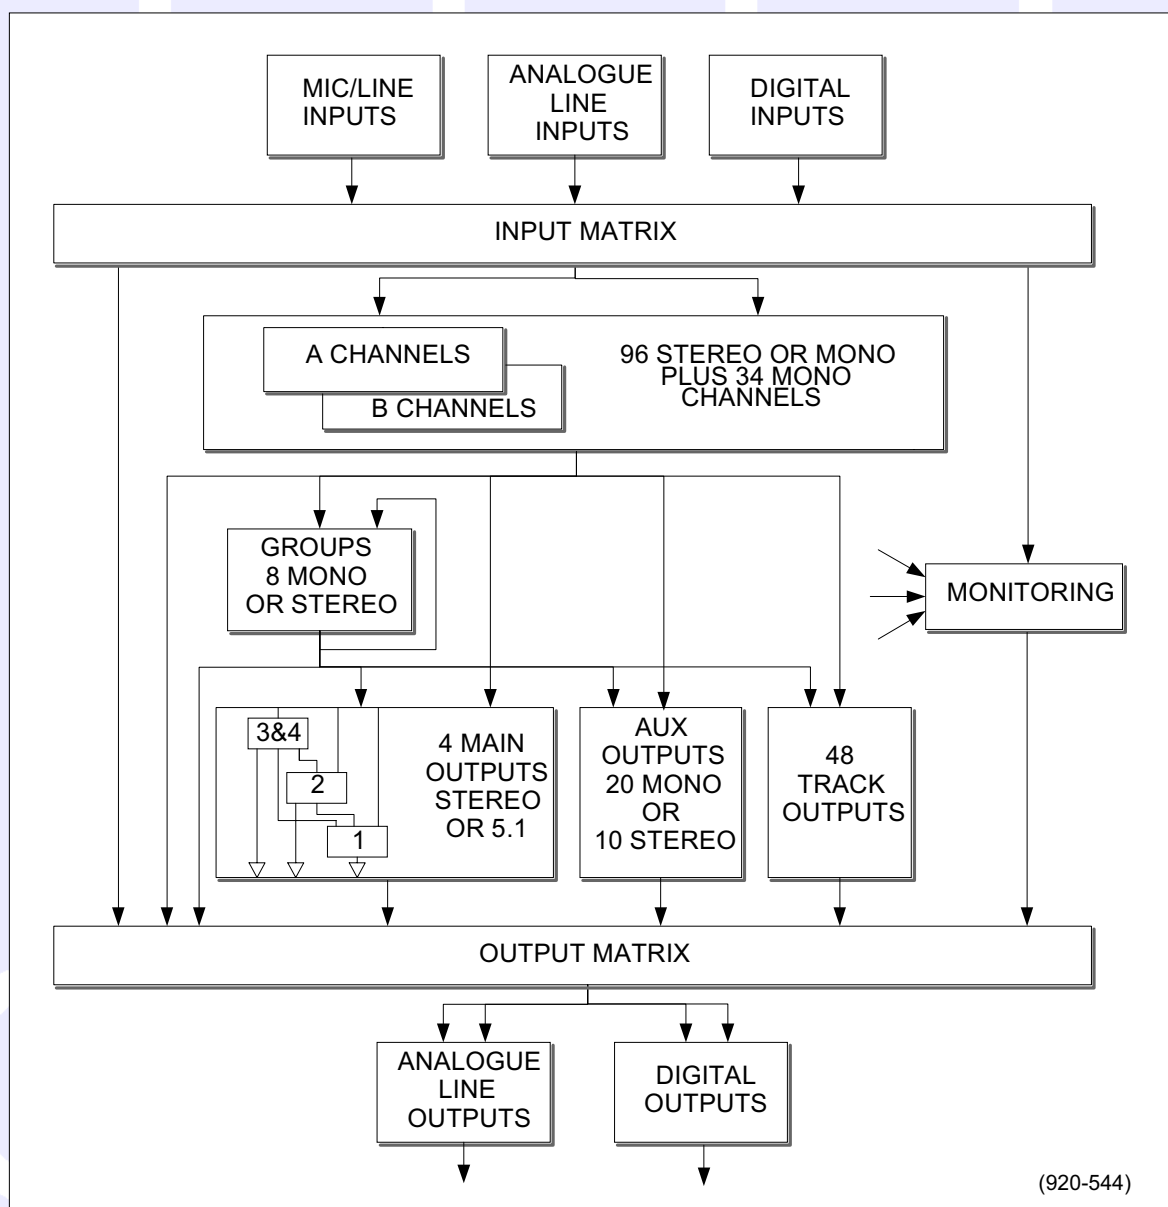 MIC/LINE
INPUTS
ANALOGUE
LINE
INPUTS
DIGITAL
INPUTS
INPUT MATRIX
A CHANNELS
B CHANNELS
96 STEREO OR MONO
PLUS 34 MONO
CHANNELS
GROUPS
8 MONO
OR STEREO
MONITORING
3&4
2
1
4 MAIN
OUTPUTS
STEREO
OR 5.1
AUX
OUTPUTS
20 MONO
OR
10 STEREO
48
TRACK
OUTPUTS
OUTPUT MATRIX
ANALOGUE
LINE
OUTPUTS
DIGITAL
OUTPUTS
(920-544)